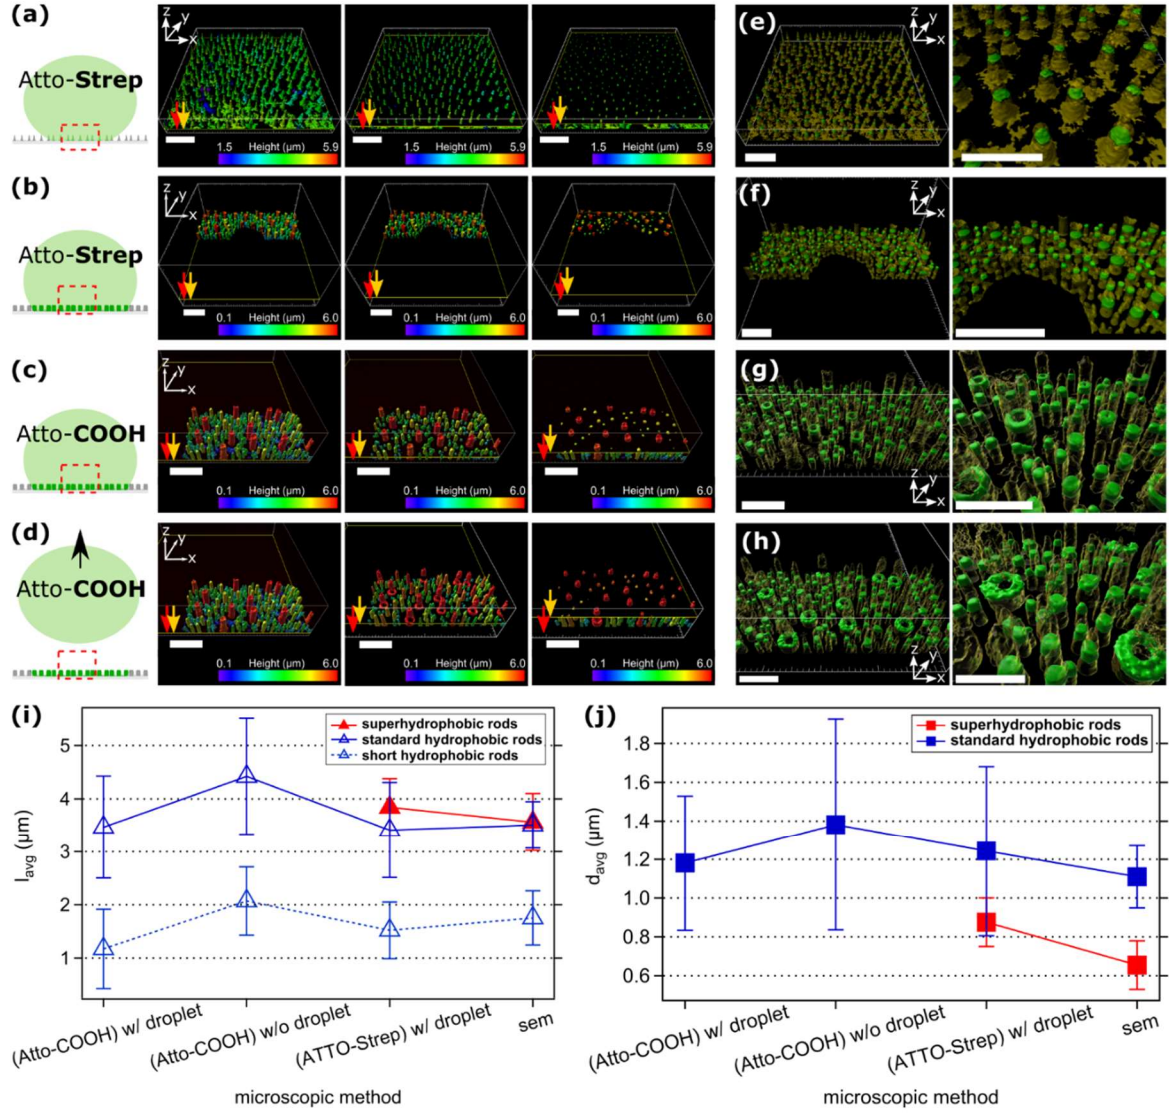 (a)
Atto-Strep
z
y
x
1.5 Height (µm) 5.9
1.5 Height (µm) 5.9
1.5 Height (µm) 5.9
(e)
z
y
x
(b)
Atto-Strep
z
y
x
0.1 Height (µm) 6.0
0.1 Height (µm) 6.0
0.1 Height (µm) 6.0
(f)
z
y
x
(c)
Atto-COOH
z
y
x
0.1 Height (µm) 6.0
0.1 Height (µm) 6.0
0.1 Height (µm) 6.0
(g)
z
y
x
(d)
Atto-COOH
z
y
x
0.1 Height (µm) 6.0
0.1 Height (µm) 6.0
0.1 Height (µm) 6.0
(h)
z
y
x
(i)
superhydrophobic rods
standard hydrophobic rods
short hydrophobic rods
5
4
3
2
1
lavg (µm)
(Atto-COOH) w/ droplet
(Atto-COOH) w/o droplet
(ATTO-Strep) w/ droplet
sem
microscopic method
(j)
superhydrophobic rods
standard hydrophobic rods
1.8
1.6
1.4
1.2
1.0
0.8
0.6
davg (µm)
(Atto-COOH) w/ droplet
(Atto-COOH) w/o droplet
(ATTO-Strep) w/ droplet
sem
microscopic method